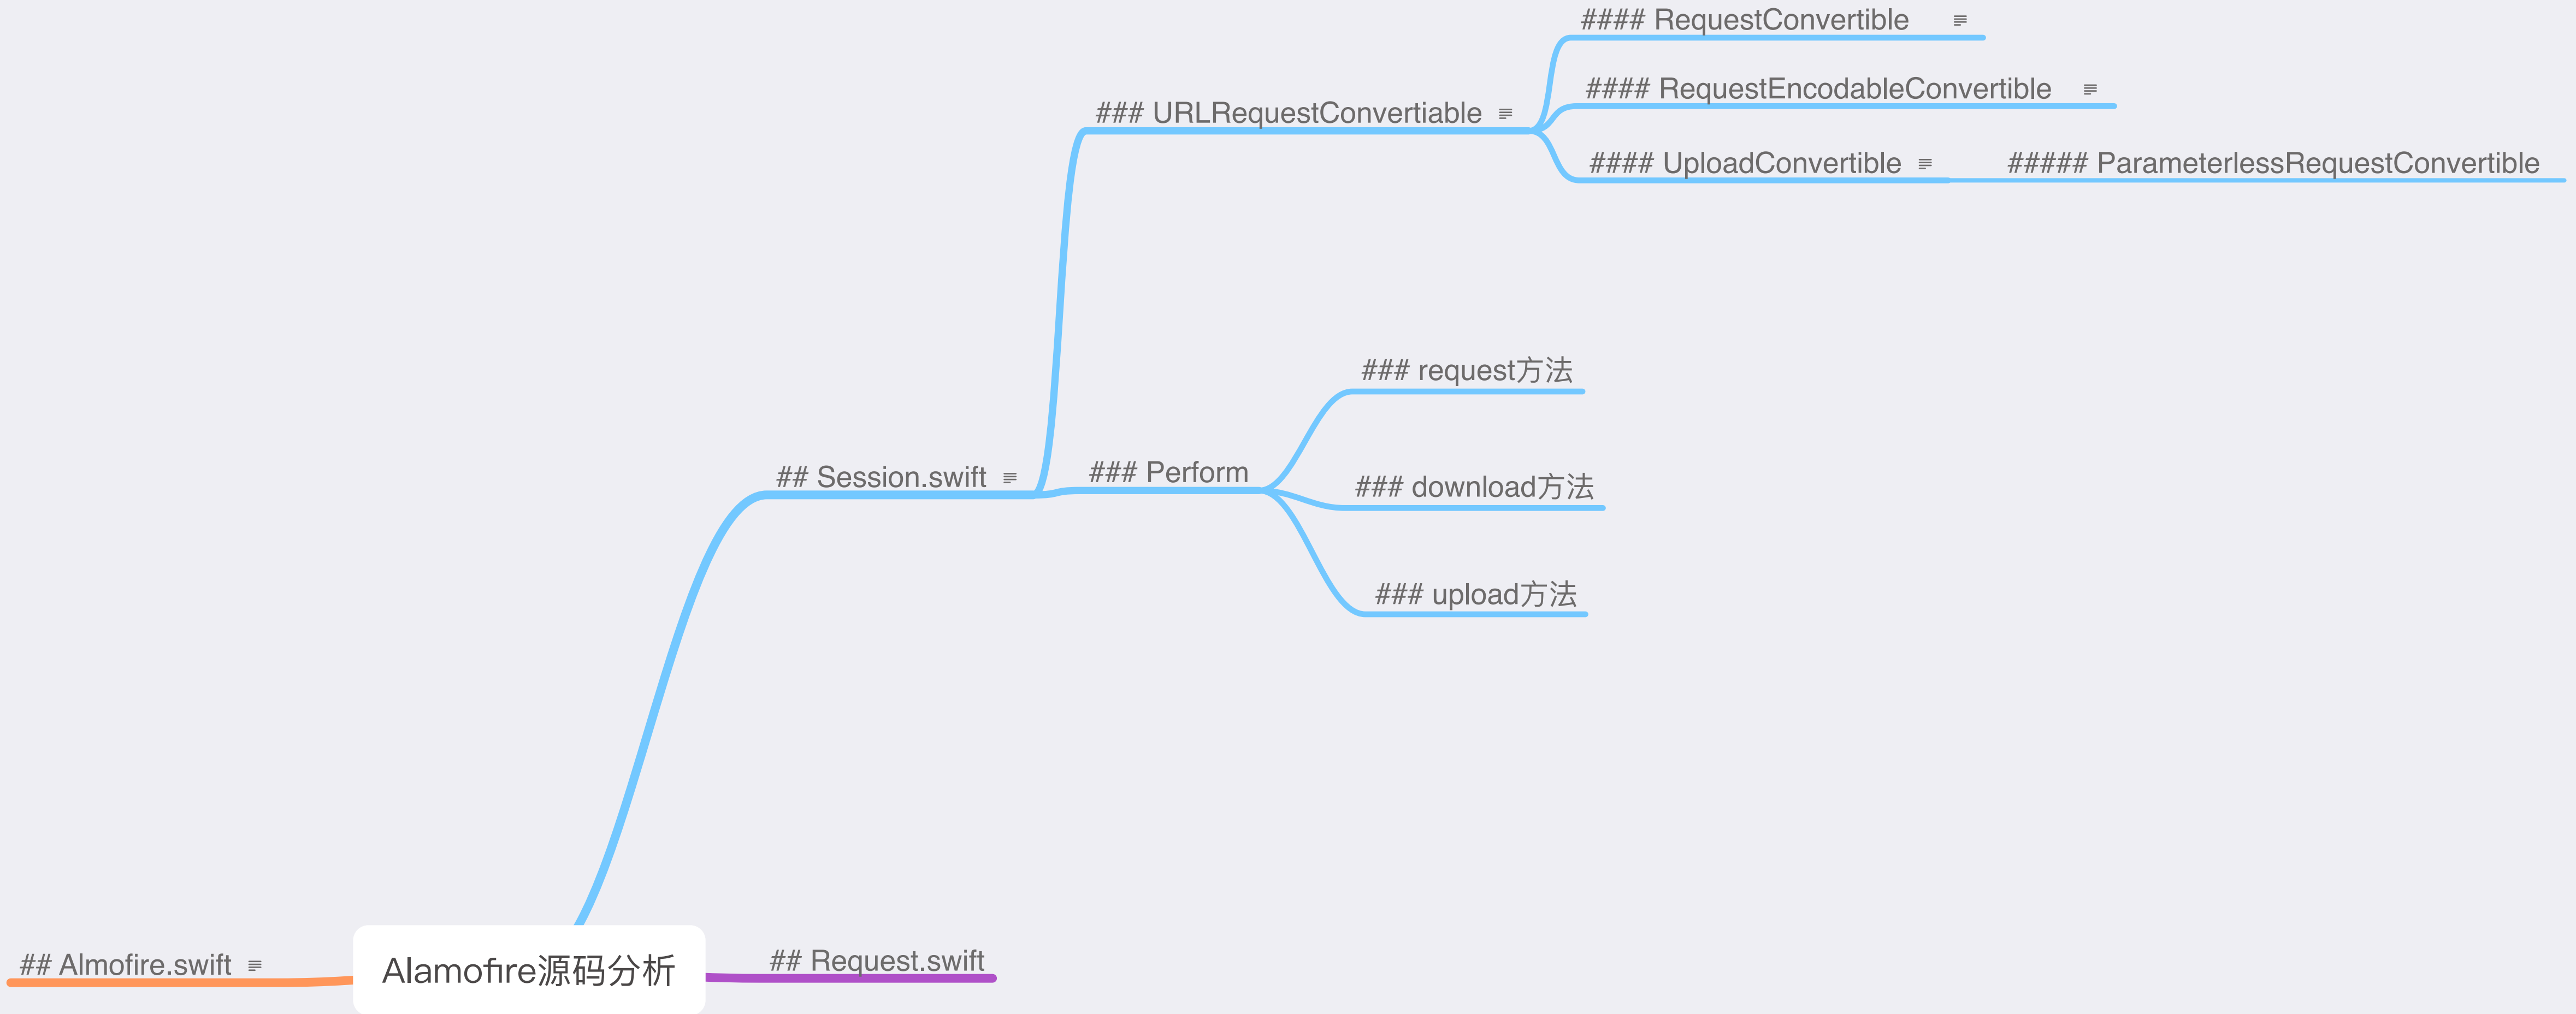 #### RequestConvertible
#### RequestEncodableConvertible
### URLRequestConvertiable
#### UploadConvertible
##### ParameterlessRequestConvertible
### request方法
## Session.swift
### Perform
### download方法
### upload方法
## Almofire.swift
Alamofire源码分析
## Request.swift